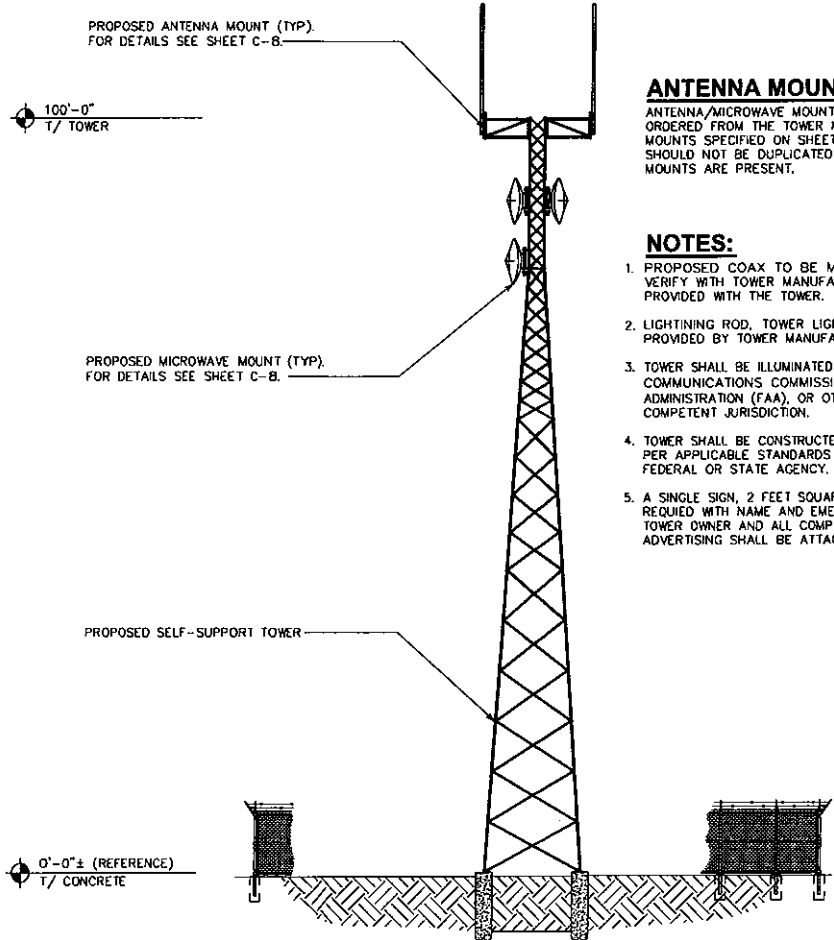 PROPOSED ANTENNA MOUNT (TYP).
FOR DETAILS SEE SHEET C-8.
100'-0"
T/ TOWER
PROPOSED MICROWAVE MOUNT (TYP).
FOR DETAILS SEE SHEET C-8.
PROPOSED SELF-SUPPORT TOWER
0'-0"± (REFERENCE)
T/ CONCRETE
ANTENNA MOUN
ANTENNA/MICROWAVE MOUNT
ORDERED FROM THE TOWER
MOUNTS SPECIFIED ON SHEET
SHOULD NOT BE DUPLICATED
MOUNTS ARE PRESENT.
NOTES:
1. PROPOSED COAX TO BE M
VERIFY WITH TOWER MANUFA
PROVIDED WITH THE TOWER.
2. LIGHTINING ROD, TOWER LIG
PROVIDED BY TOWER MANUFA
3. TOWER SHALL BE ILLUMINATED
COMMUNICATIONS COMMISSI
ADMINISTRATION (FAA), OR OT
COMPETENT JURISDICTION.
4. TOWER SHALL BE CONSTRUCTE
PER APPLICABLE STANDARDS
FEDERAL OR STATE AGENCY.
5. A SINGLE SIGN, 2 FEET SQUAR
REQUIED WITH NAME AND EME
TOWER OWNER AND ALL COMP
ADVERTISING SHALL BE ATTAC